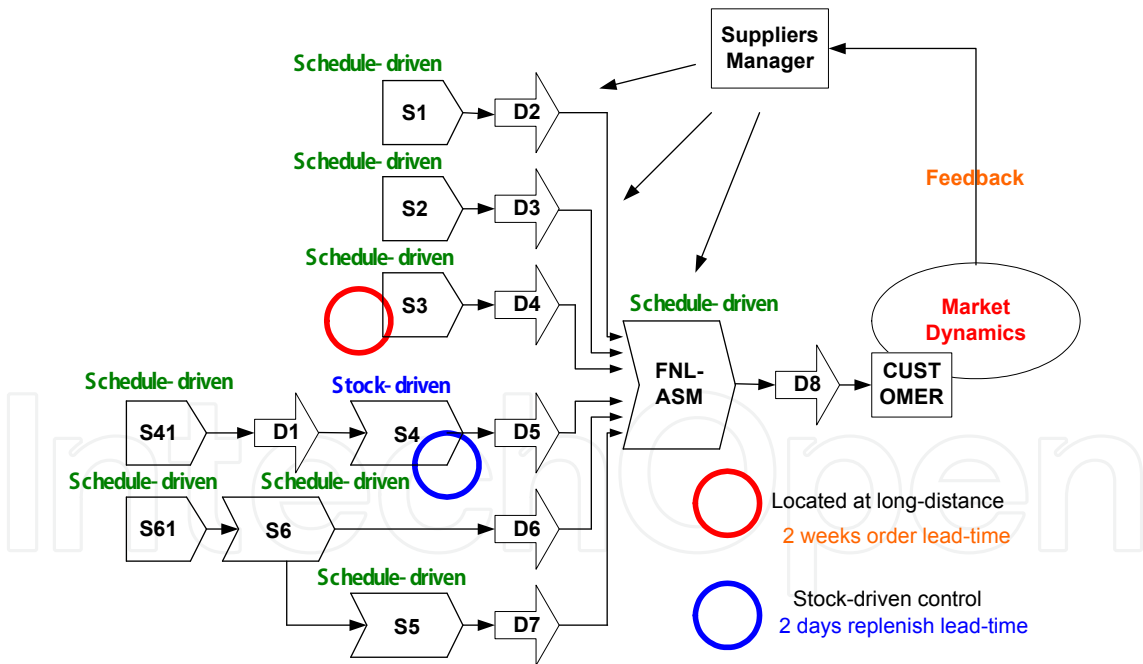 Suppliers
Manager
Schedule- driven
S1
D2
Schedule- driven
S2
D3
Feedback
Schedule- driven
S3
D4
Schedule- driven
Market
Dynamics
FNL-
ASM
D8
CUST
OMER
Schedule- driven
Stock- driven
S41
D1
S4
D5
Schedule- driven
Schedule- driven
S61
S6
D6
Located at long-distance
2 weeks order lead-time
Schedule- driven
S5
D7
Stock-driven control
2 days replenish lead-time
IntechOpen